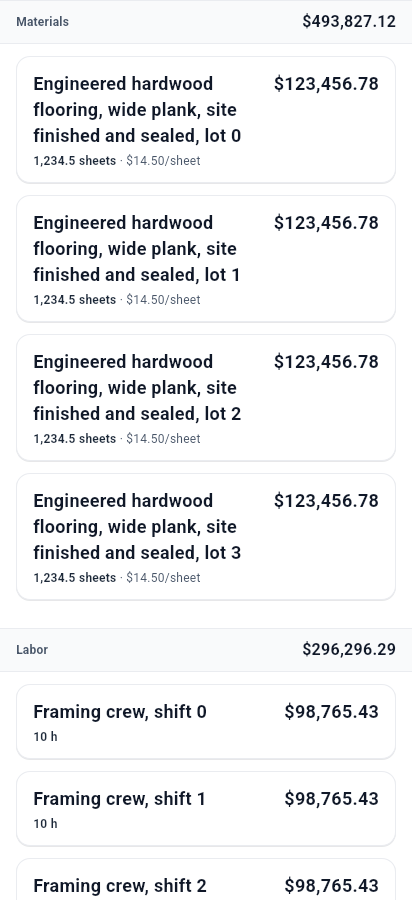 Materials $493,827.12
Engineered hardwood $123,456.78
flooring, wide plank, site
finished and sealed, lot 0
1,234.5 sheets · $14.50/sheet
Engineered hardwood $123,456.78
flooring, wide plank, site
finished and sealed, lot 1
1,234.5 sheets · $14.50/sheet
Engineered hardwood $123,456.78
flooring, wide plank, site
finished and sealed, lot 2
1,234.5 sheets · $14.50/sheet
Engineered hardwood $123,456.78
flooring, wide plank, site
finished and sealed, lot 3
1,234.5 sheets · $14.50/sheet
Labor $296,296.29
Framing crew, shift 0 $98,765.43
10 h
Framing crew, shift 1 $98,765.43
10 h
Framing crew, shift 2 $98,765.43